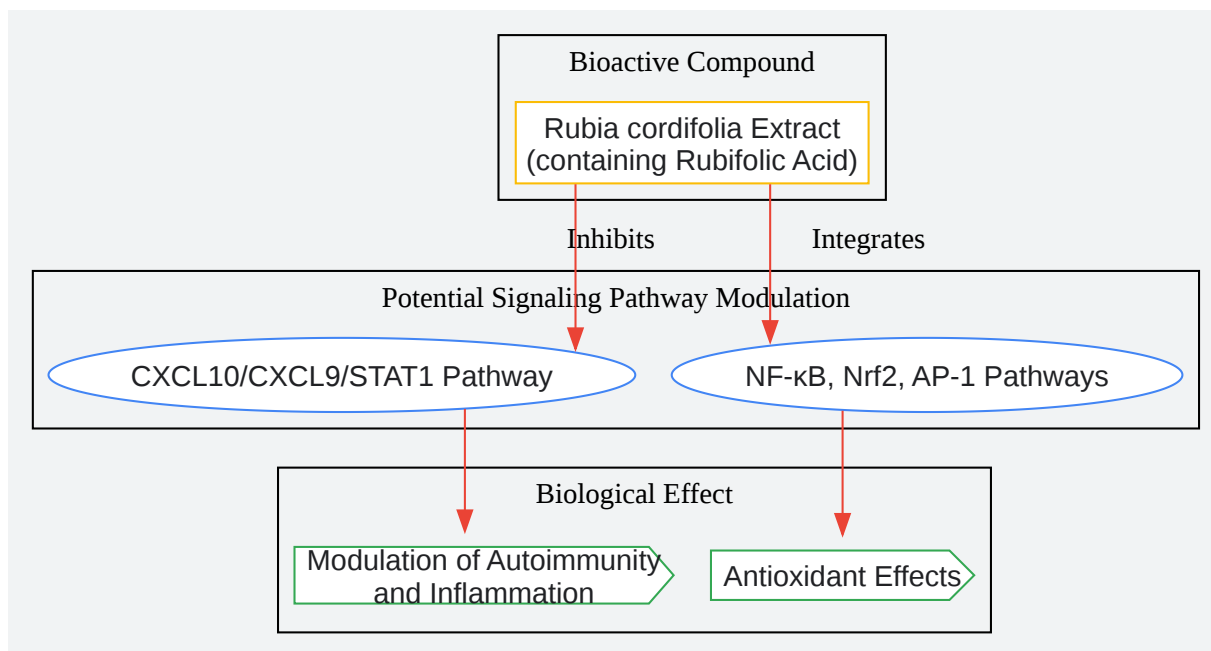 Bioactive Compound
Rubia cordifolia Extract
(containing Rubifolic Acid)
Inhibits
Integrates
Potential Signaling Pathway Modulation
CXCL10/CXCL9/STAT1 Pathway
NF-κB, Nrf2, AP-1 Pathways
Biological Effect
Modulation of Autoimmunity
and Inflammation
Antioxidant Effects